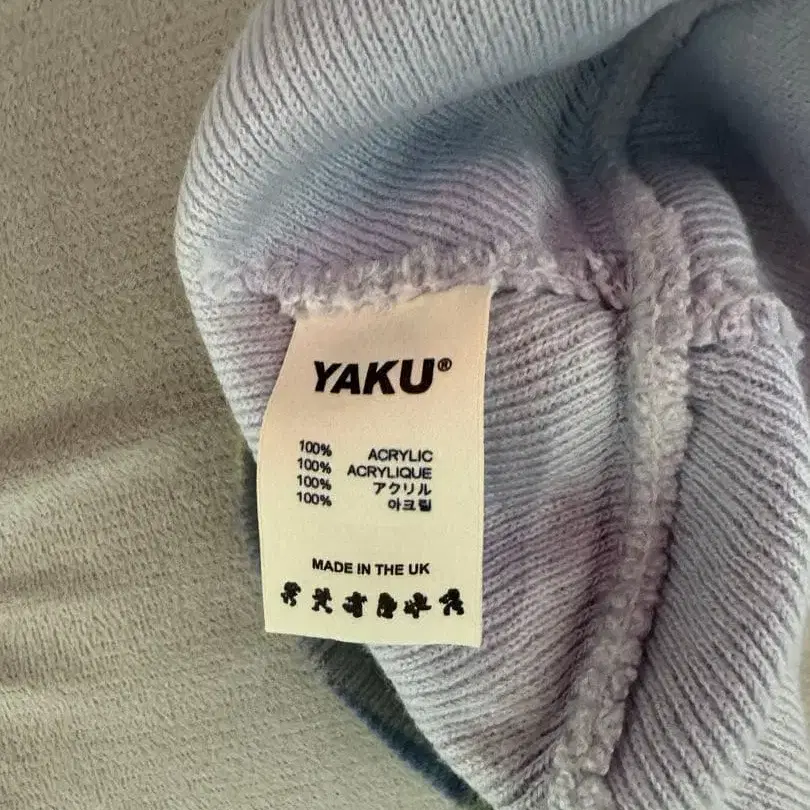 YAKU®
100% ACRYLIC
100% ACRYLIQUE
100% アクリル
100% 아크릴
MADE IN THE UK